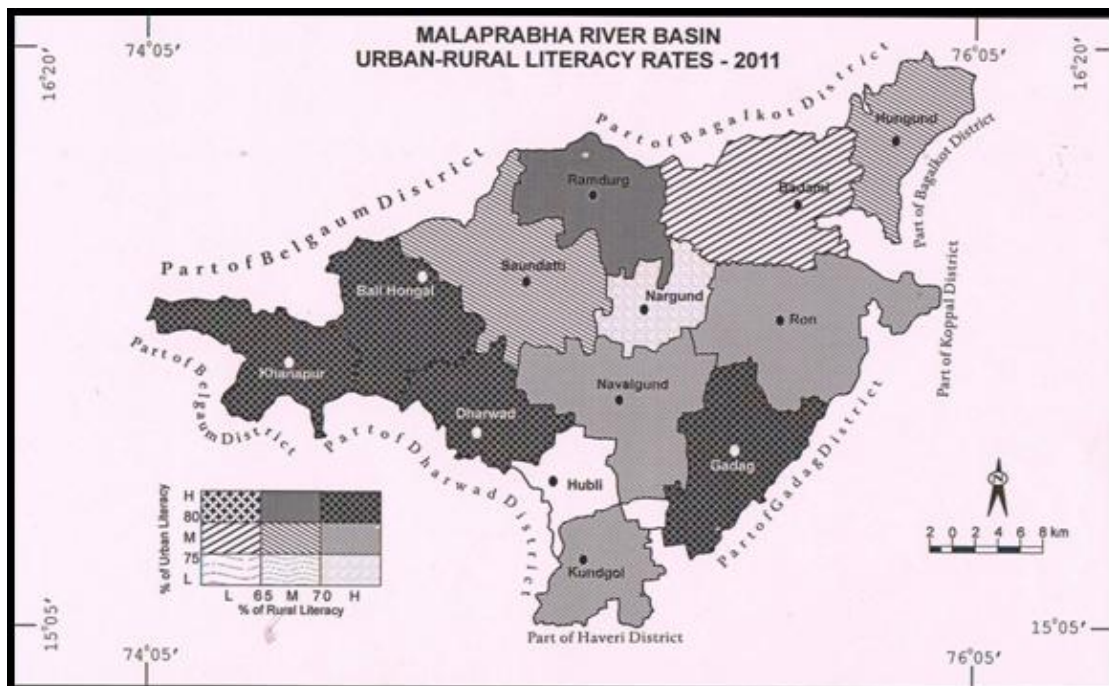 MALAPRABHA RIVER BASIN
URBAN-RURAL LITERACY RATES - 2011
74°05′
76°05′
16°20′
16°20′
Part of Bagalkot District
Hungund
Part of Bagalkot District
Ramdurg
Badami
Part of Belgaum District
Saundatti
Bail Hongal
Nargund
Ron
Part of Koppal District
Khanapur
Part of Belgaum District
Navalgund
Dharwad
Part of Dharwad District
Gadag
Part of Gadag District
Hubli
N
2 0 2 4 6 8 km
Kundgol
Part of Haveri District
% of Urban Literacy
H
80
M
75
L
L 65 M 70 H
% of Rural Literacy
15°05′
15°05′
74°05′
76°05′